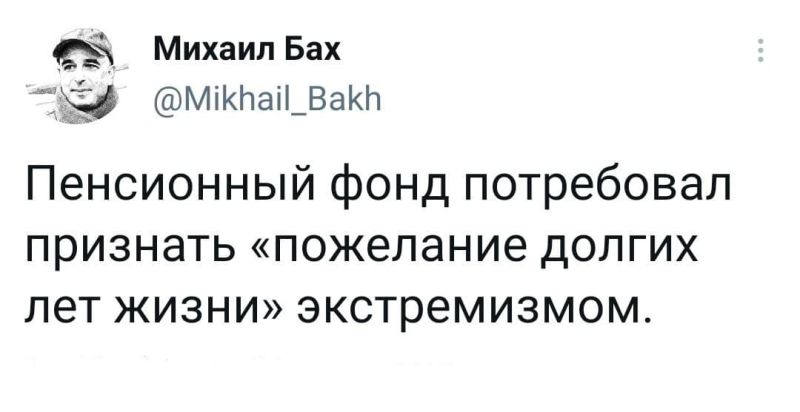 Михаил Бах
@Mikhail_Bakh
Пенсионный фонд потребовал
признать «пожелание долгих
лет жизни» экстремизмом.